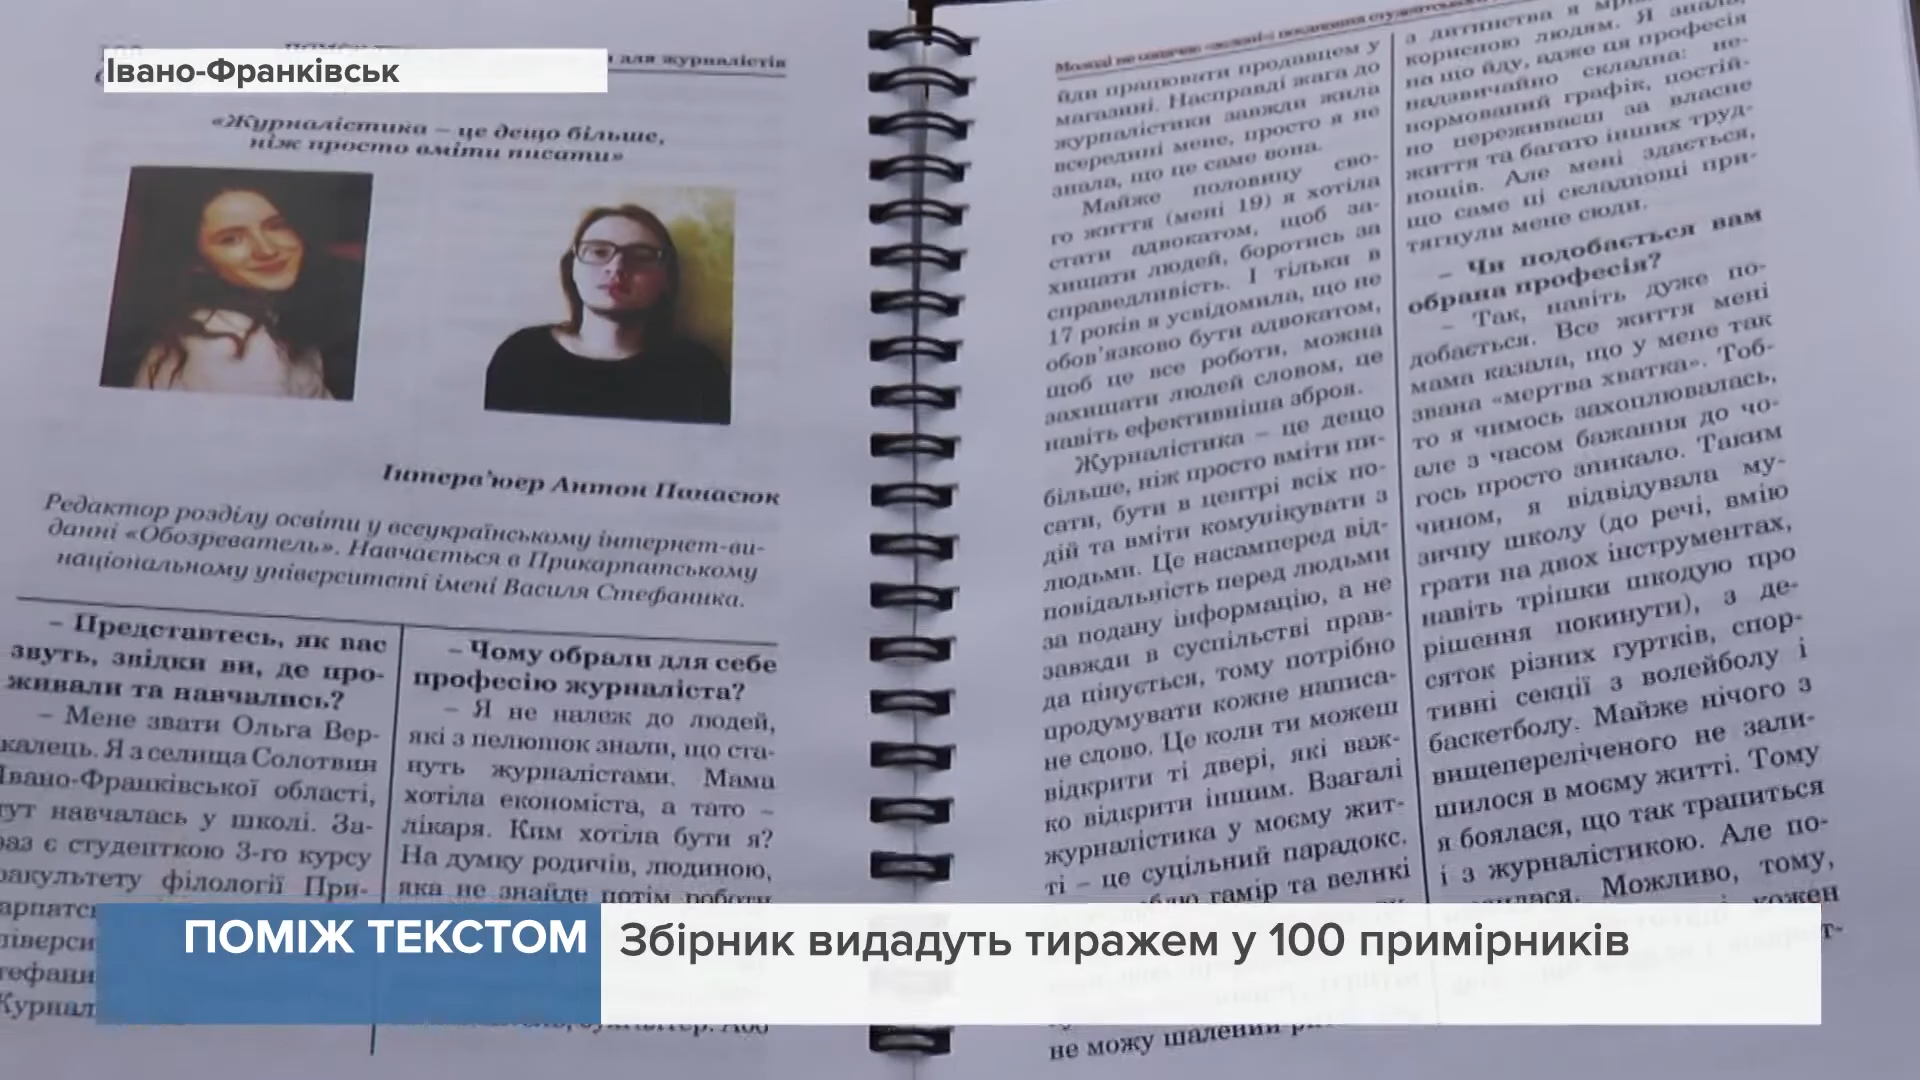 Івано-Франківськ
для журналістів
«Журналістика – це дещо більше,
ніж просто вміти писати»
Інтерв’юер Антон Панасюк
Редактор розділу освіти у всеукраїнському інтернет-ви-
данні «Обозреватель». Навчається в Прикарпатському
національному університеті імені Василя Стефаника.
– Представтесь, як вас
звуть, звідки ви, де про-
живали та навчались?
– Мене звати Ольга Вер-
калець. Я з селища Солотвин
Івано-Франківської області,
тут навчалась у школі. За-
раз є студенткою 3-го курсу
факультету філології При-
– Чому обрали для себе
професію журналіста?
– Я не належ до людей,
які з пелюшок знали, що ста-
нуть журналістами. Мама
хотіла економіста, а тато –
лікаря. Ким хотіла бути я?
На думку родичів, людиною,
яка не знайде потім роботи
йди працювати продавцем у
магазині. Насправді жага до
журналістики завжди жила
всередині мене, просто я не
знала, що це саме вона.
Майже половину сво-
го життя (мені 19) я хотіла
стати адвокатом, щоб за-
хищати людей, боротись за
справедливість. І тільки в
17 років я усвідомила, що не
обов’язково бути адвокатом,
щоб це все роботи, можна
захищати людей словом, це
навіть ефективніша зброя.
Журналістика – це дещо
більше, ніж просто вміти пи-
сати, бути в центрі всіх по-
дій та вміти комунікувати з
людьми. Це насамперед від-
повідальність перед людьми
за подану інформацію, а не
завжди в суспільстві прав-
да цінується, тому потрібно
продумувати кожне написа-
не слово. Це коли ти можеш
відкрити ті двері, які важ-
ко відкрити іншим. Взагалі
журналістика у моєму жит-
ті – це суцільний парадокс.
гамір та великі
не можу шалений
з дитинства я
корисною людям. Я знала,
на що йду, адже ця професія
надзвичайно складна: не-
нормований графік, постій-
но переживаєш за власне
життя та багато інших труд-
нощів. Але мені здається,
що саме ці складнощі при-
тягнули мене сюди.
– Чи подобається вам
обрана професія?
– Так, навіть дуже по-
добається. Все життя мені
мама казала, що у мене так
звана «мертва хватка». Тоб-
то я чимось захоплювалась,
але з часом бажання до чо-
гось просто зникало. Таким
чином, я відвідувала му-
зичну школу (до речі, вмію
грати на двох інструментах,
навіть трішки шкодую про
рішення покинути), з де-
сяток різних гуртків, спор-
тивні секції з волейболу і
баскетболу. Майже нічого з
вищепереліченого не зали-
шилося в моєму житті. Тому
я боялася, що так трапиться
і з журналістикою. Але по-
Можливо, тому,
кожен
ПОМІЖ ТЕКСТОМ
Збірник видадуть тиражем у 100 примірників